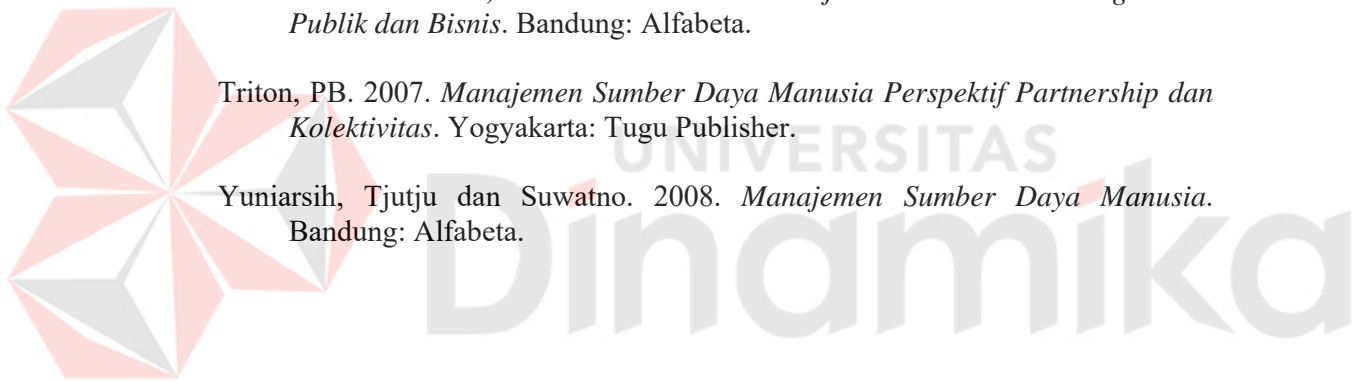 Publik dan Bisnis. Bandung: Alfabeta.
Triton, PB. 2007. Manajemen Sumber Daya Manusia Perspektif Partnership dan
Kolektivitas. Yogyakarta: Tugu Publisher.
UNIVERSITAS
Dinamika
Yuniarsih, Tjutju dan Suwatno. 2008. Manajemen Sumber Daya Manusia.
Bandung: Alfabeta.